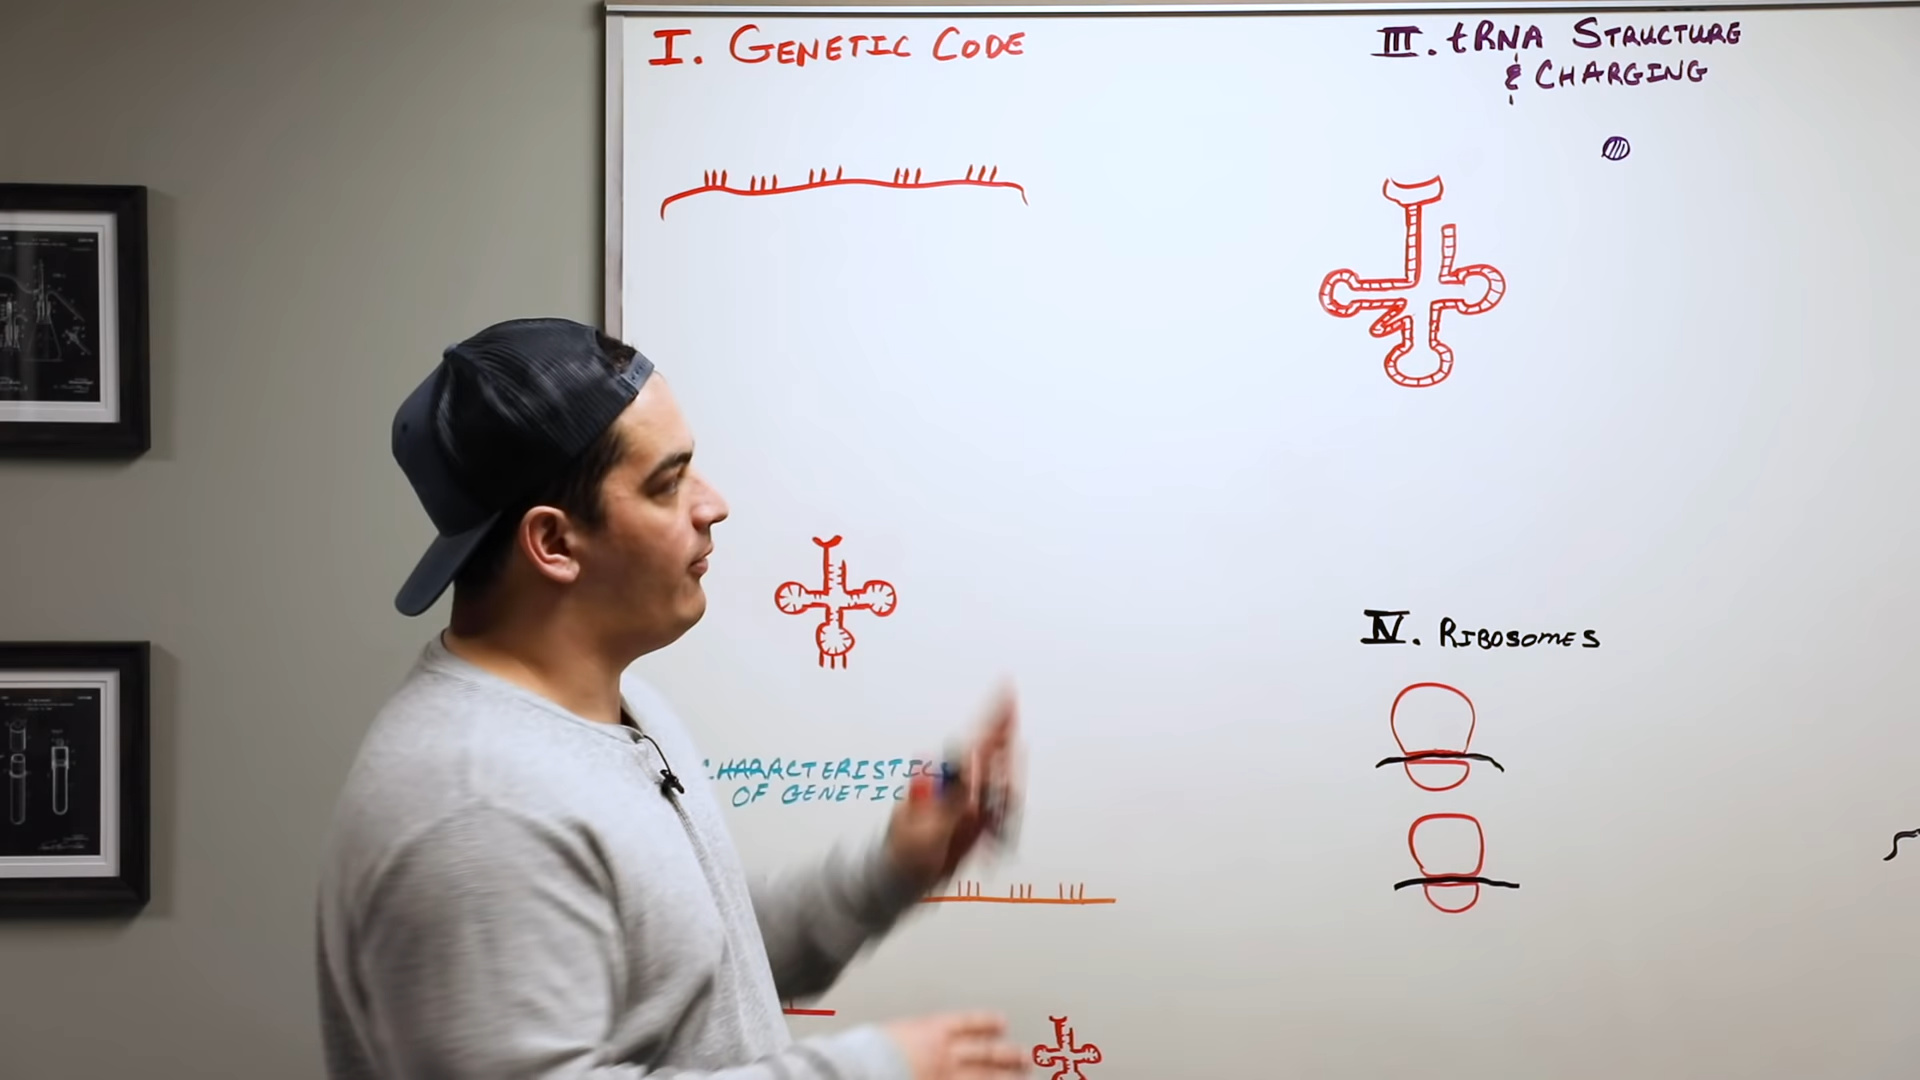 I. GENETIC CODE
III. tRNA STRUCTURE
& CHARGING
CHARACTERISTICS
OF GENETIC
IV. RIBOSOMES